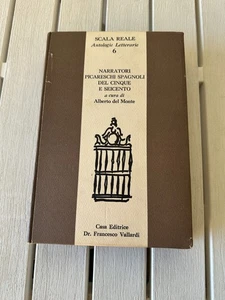 SCALA REALE
Antologie Letterarie
6
NARRATORI
PICARESCHI SPAGNOLI
DEL CINQUE
E SEICENTO
a cura di
Alberto del Monte
Casa Editrice
Dr. Francesco Vallardi